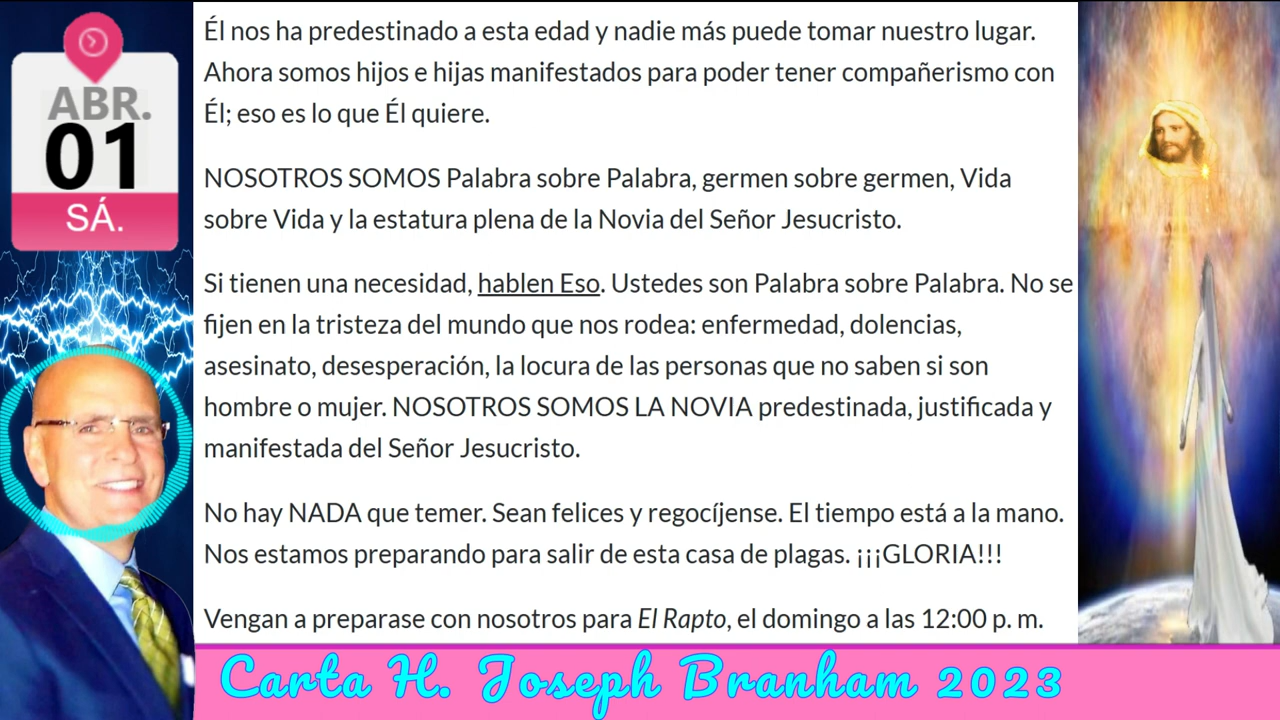 ABR.
01
SÁ.
Él nos ha predestinado a esta edad y nadie más puede tomar nuestro lugar.
Ahora somos hijos e hijas manifestados para poder tener compañerismo con
Él; eso es lo que Él quiere.
NOSOTROS SOMOS Palabra sobre Palabra, germen sobre germen, Vida
sobre Vida y la estatura plena de la Novia del Señor Jesucristo.
Si tienen una necesidad, hablen Eso. Ustedes son Palabra sobre Palabra. No se
fijen en la tristeza del mundo que nos rodea: enfermedad, dolencias,
asesinato, desesperación, la locura de las personas que no saben si son
hombre o mujer. NOSOTROS SOMOS LA NOVIA predestinada, justificada y
manifestada del Señor Jesucristo.
No hay NADA que temer. Sean felices y regocíjense. El tiempo está a la mano.
Nos estamos preparando para salir de esta casa de plagas. ¡¡¡GLORIA!!!
Vengan a preparase con nosotros para El Rapto, el domingo a las 12:00 p. m.
Carta H. Joseph Branham 2023